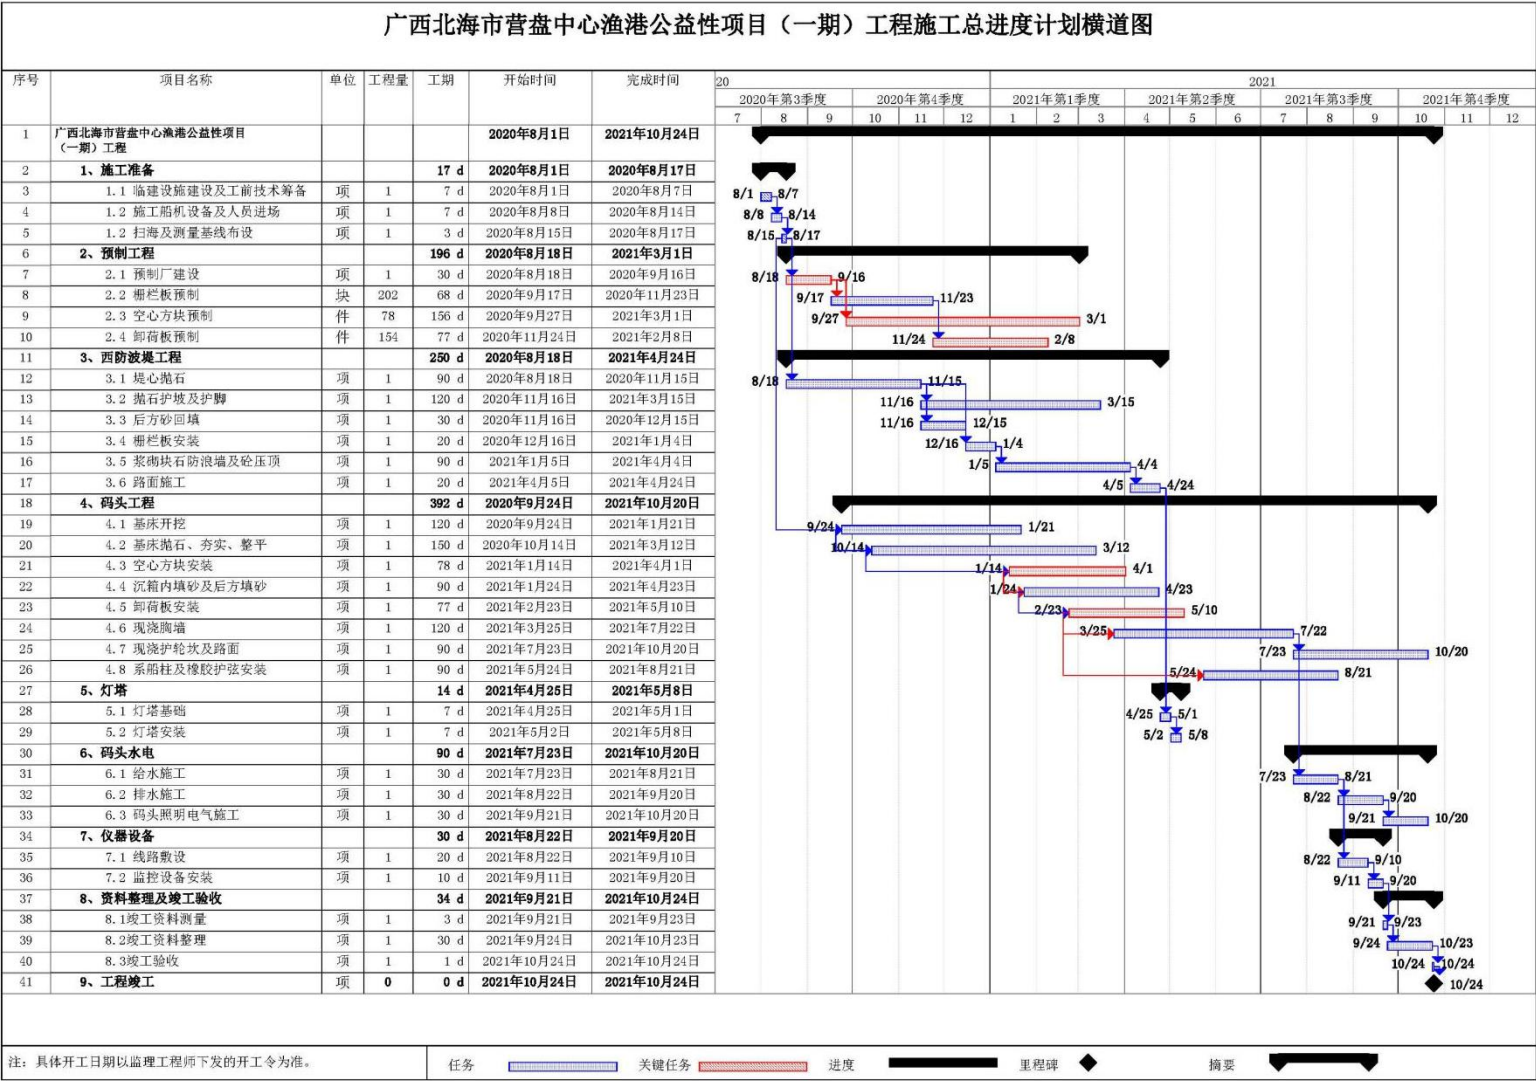 广西北海市营盘中心渔港公益性项目（一期）工程施工总进度计划横道图
序号 项目名称 单位 工程量 工期 开始时间 完成时间 20 2021
2020年第3季度 2020年第4季度 2021年第1季度 2021年第2季度 2021年第3季度 2021年第4季度
7 8 9 10 11 12 1 2 3 4 5 6 7 8 9 10 11 12
1 广西北海市营盘中心渔港公益性项目 2020年8月1日 2021年10月24日
（一期）工程
2 1、施工准备 17 d 2020年8月1日 2020年8月17日
3 1.1 临建设施建设及工前技术筹备 项 1 7 d 2020年8月1日 2020年8月7日 8/1 8/7
4 1.2 施工船机设备及人员进场 项 1 7 d 2020年8月8日 2020年8月14日 8/8 8/14
5 1.2 扫海及测量基线布设 项 1 3 d 2020年8月15日 2020年8月17日 8/15 8/17
6 2、预制工程 196 d 2020年8月18日 2021年3月1日
7 2.1 预制厂建设 项 1 30 d 2020年8月18日 2020年9月16日 8/18 9/16
8 2.2 栅栏板预制 块 202 68 d 2020年9月17日 2020年11月23日 9/17 11/23
9 2.3 空心方块预制 件 78 156 d 2020年9月27日 2021年3月1日 9/27 3/1
10 2.4 卸荷板预制 件 154 77 d 2020年11月24日 2021年2月8日 11/24 2/8
11 3、西防波堤工程 250 d 2020年8月18日 2021年4月24日
12 3.1 堤心抛石 项 1 90 d 2020年8月18日 2020年11月15日 8/18 11/15
13 3.2 抛石护坡及护脚 项 1 120 d 2020年11月16日 2021年3月15日 11/16 3/15
14 3.3 后方砂回填 项 1 30 d 2020年11月16日 2020年12月15日 11/16 12/15
15 3.4 栅栏板安装 项 1 20 d 2020年12月16日 2021年1月4日 12/16 1/4
16 3.5 浆砌块石防浪墙及砼压顶 项 1 90 d 2021年1月5日 2021年4月4日 1/5 4/4
17 3.6 路面施工 项 1 20 d 2021年4月5日 2021年4月24日 4/5 4/24
18 4、码头工程 392 d 2020年9月24日 2021年10月20日
19 4.1 基床开挖 项 1 120 d 2020年9月24日 2021年1月21日 9/24 1/21
20 4.2 基床抛石、夯实、整平 项 1 150 d 2020年10月14日 2021年3月12日 10/14 3/12
21 4.3 空心方块安装 项 1 78 d 2021年1月14日 2021年4月1日 1/14 4/1
22 4.4 沉箱内填砂及后方填砂 项 1 90 d 2021年1月24日 2021年4月23日 1/24 4/23
23 4.5 卸荷板安装 项 1 77 d 2021年2月23日 2021年5月10日 2/23 5/10
24 4.6 现浇胸墙 项 1 120 d 2021年3月25日 2021年7月22日 3/25 7/22
25 4.7 现浇护轮坎及路面 项 1 90 d 2021年7月23日 2021年10月20日 7/23 10/20
26 4.8 系船柱及橡胶护弦安装 项 1 90 d 2021年5月24日 2021年8月21日 5/24 8/21
27 5、灯塔 14 d 2021年4月25日 2021年5月8日
28 5.1 灯塔基础 项 1 7 d 2021年4月25日 2021年5月1日 4/25 5/1
29 5.2 灯塔安装 项 1 7 d 2021年5月2日 2021年5月8日 5/2 5/8
30 6、码头水电 90 d 2021年7月23日 2021年10月20日
31 6.1 给水施工 项 1 30 d 2021年7月23日 2021年8月21日 7/23 8/21
32 6.2 排水施工 项 1 30 d 2021年8月22日 2021年9月20日 8/22 9/20
33 6.3 码头照明电气施工 项 1 30 d 2021年9月21日 2021年10月20日 9/21 10/20
34 7、仪器设备 30 d 2021年8月22日 2021年9月20日
35 7.1 线路敷设 项 1 20 d 2021年8月22日 2021年9月10日 8/22 9/10
36 7.2 监控设备安装 项 1 10 d 2021年9月11日 2021年9月20日 9/11 9/20
37 8、资料整理及竣工验收 34 d 2021年9月21日 2021年10月24日
38 8.1竣工资料测量 项 1 3 d 2021年9月21日 2021年9月23日 9/21 9/23
39 8.2竣工资料整理 项 1 30 d 2021年9月24日 2021年10月23日 9/24 10/23
40 8.3竣工验收 项 1 1 d 2021年10月24日 2021年10月24日 10/24 10/24
41 9、工程竣工 项 0 0 d 2021年10月24日 2021年10月24日 10/24
注：具体开工日期以监理工程师下发的开工令为准。 任务 关键任务 进度 里程碑 摘要